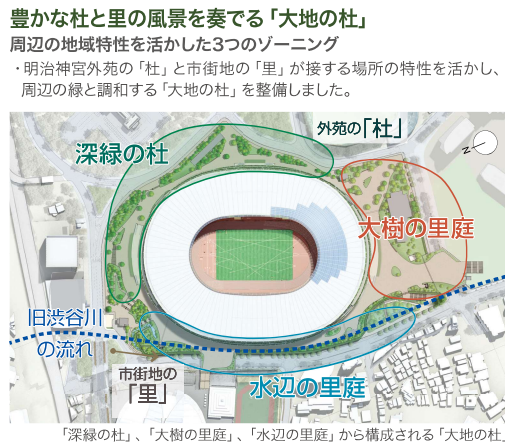 豊かな杜と里の風景を奏でる「大地の杜」
周辺の地域特性を活かした3つのゾーニング
・明治神宮外苑の「杜」と市街地の「里」が接する場所の特性を活かし、
周辺の緑と調和する「大地の杜」を整備しました。
外苑の「杜」
深緑の杜
N
大樹の里庭
旧渋谷川
の流れ
市街地の
「里」
水辺の里庭
「深緑の杜」、「大樹の里庭」、「水辺の里庭」から構成される「大地の杜」